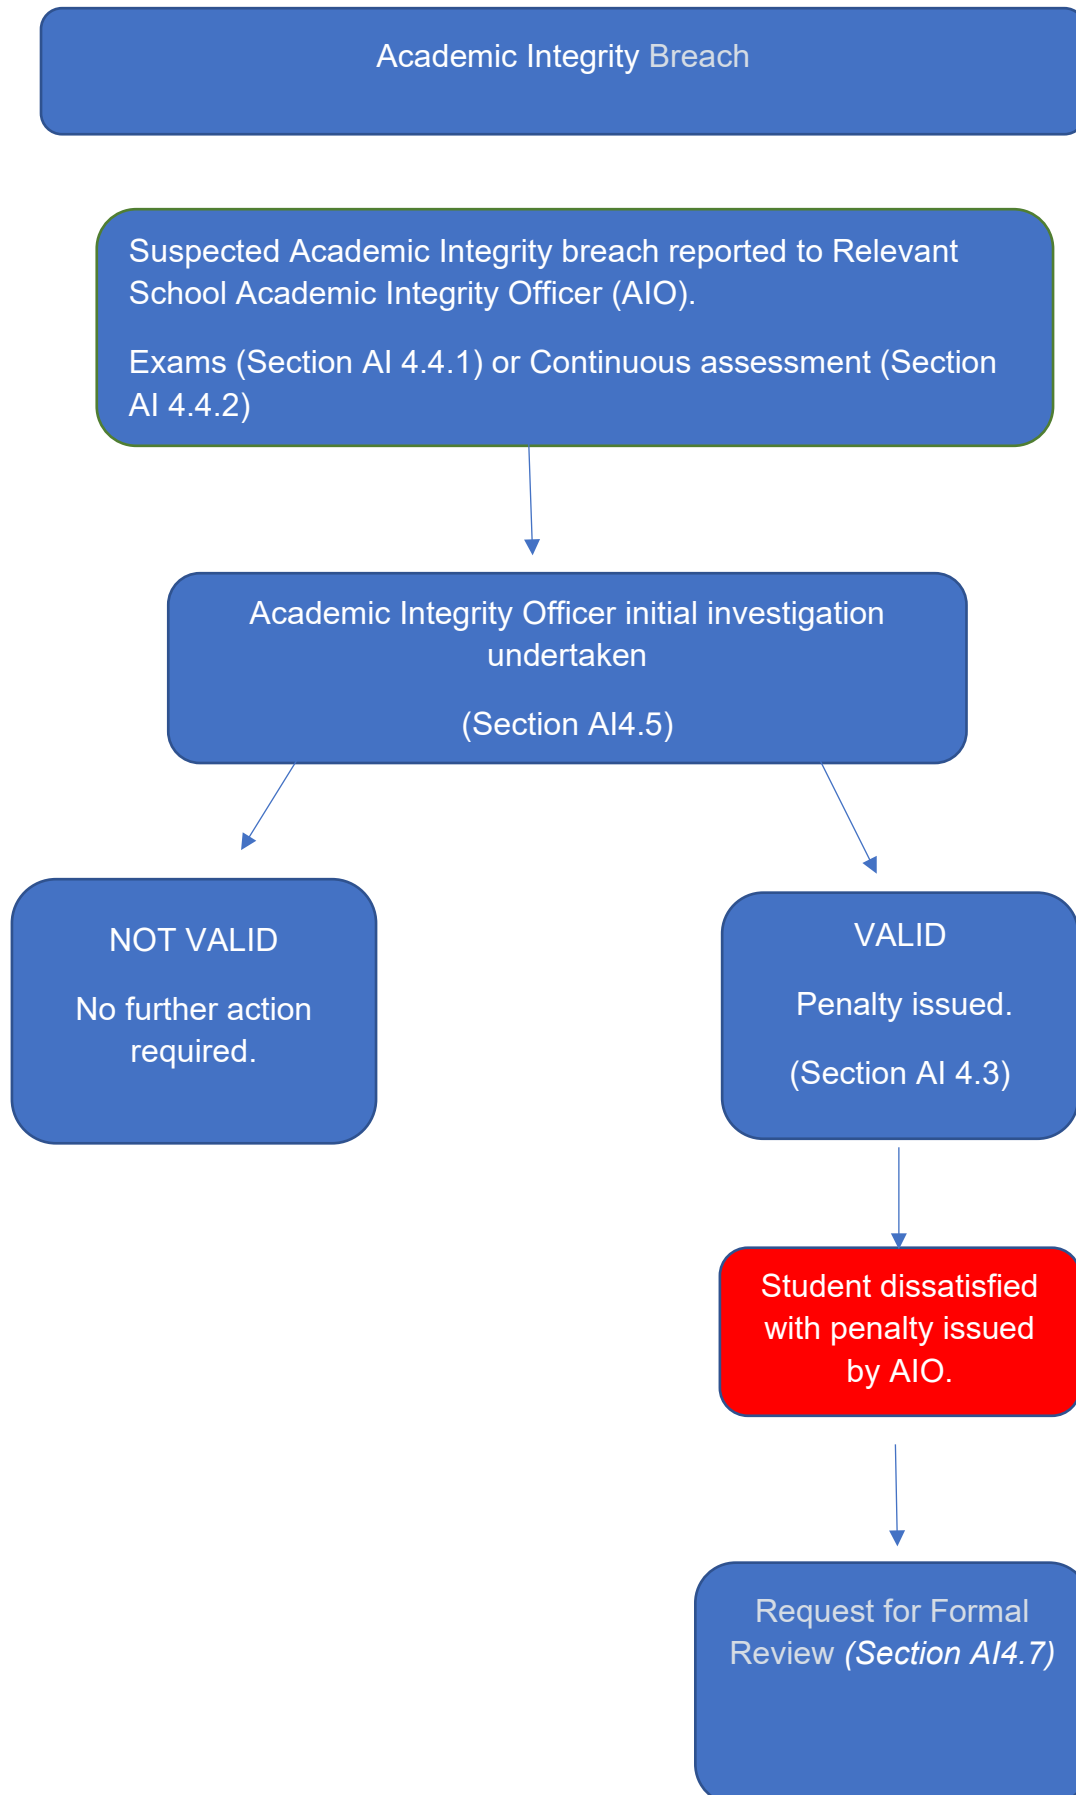 Academic Integrity Breach
Suspected Academic Integrity breach reported to Relevant
School Academic Integrity Officer (AIO).
Exams (Section AI 4.4.1) or Continuous assessment (Section
AI 4.4.2)
Academic Integrity Officer initial investigation
undertaken
(Section AI4.5)
NOT VALID
No further action
required.
VALID
Penalty issued.
(Section AI 4.3)
Student dissatisfied
with penalty issued
by AIO.
Request for Formal
Review (Section AI4.7)